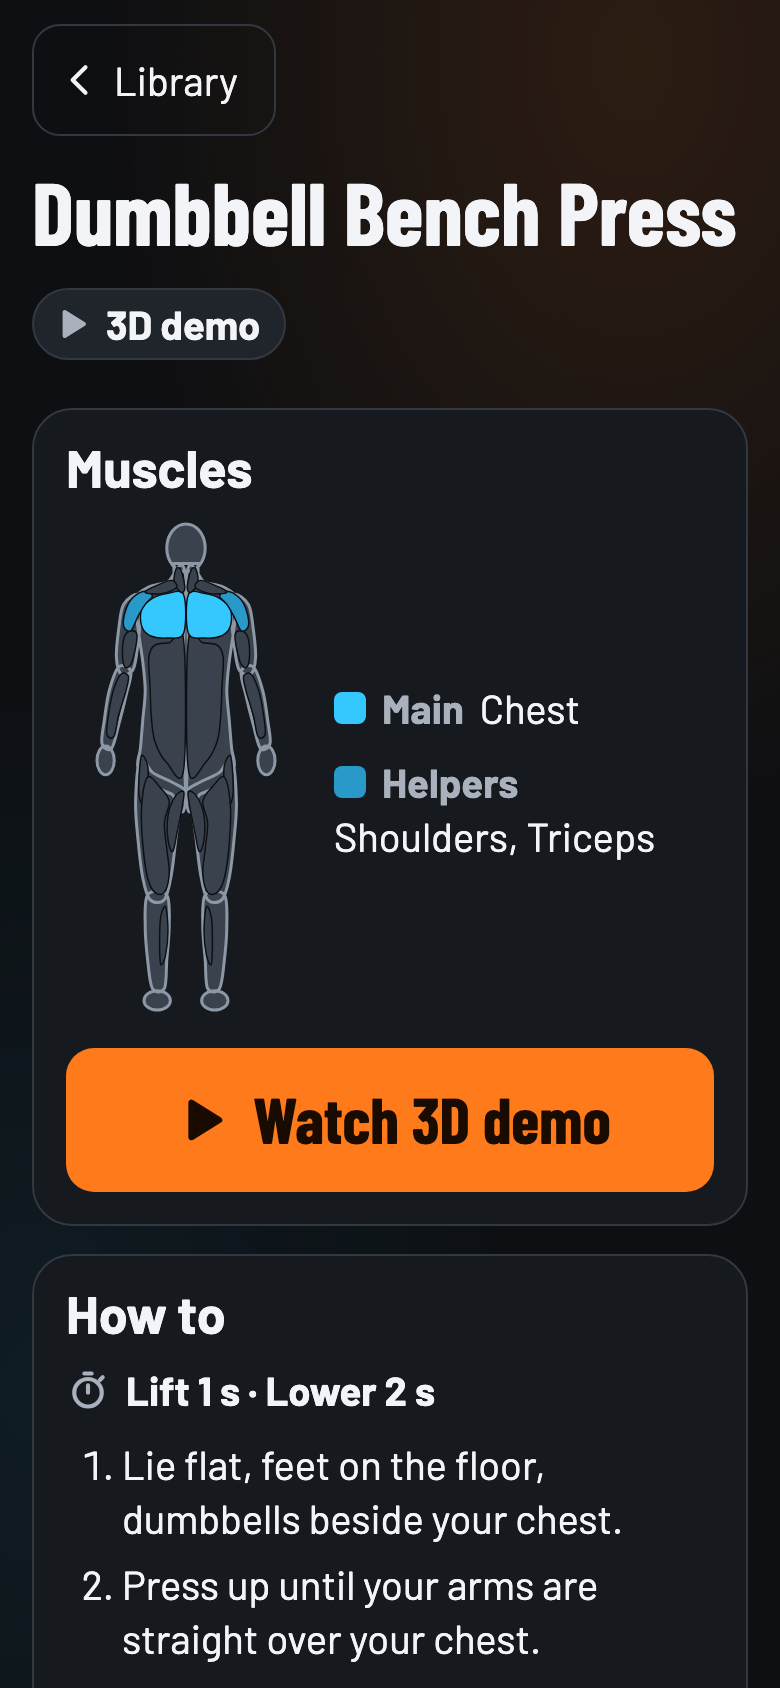 Library
Dumbbell Bench Press
3D demo
Muscles
Main Chest
Helpers
Shoulders, Triceps
Watch 3D demo
How to
Lift 1 s · Lower 2 s
1. Lie flat, feet on the floor,
dumbbells beside your chest.
2. Press up until your arms are
straight over your chest.